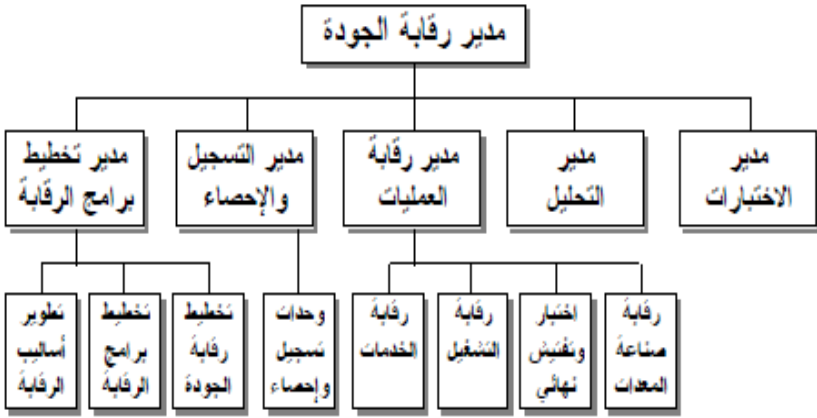 مدير رقابة الجودة
مدير
الاختبارات
مدير
التحليل
مدير رقابة
العمليات
مدير التسجيل
والإحصاء
مدير تخطيط
برامج الرقابة
رقابة
صناعة
المعدات
اختبار
وتفتيش
نهائي
رقابة
التشغيل
رقابة
الخدمات
وحدات
تسجيل
وإحصاء
تخطيط
رقابة
الجودة
تخطيط
برامج
الرقابة
تطوير
أساليب
الرقابة